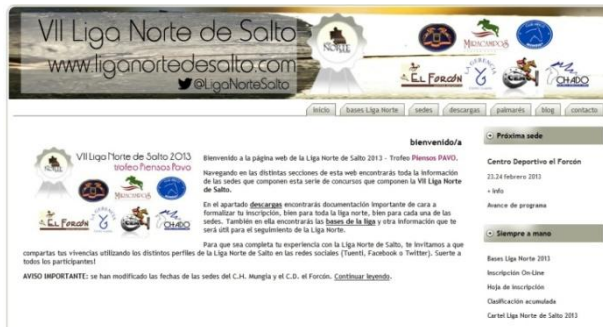 VII Liga Norte de Salto
www.liganortedesalto.com
@LigaNorteSalto
NORTE
MIRACAMPOS
EL FORCÓN
LA GERENCIA
CHADO
inicio
bases Liga Norte
sedes
descargas
palmarés
blog
contacto
bienvenido/a
VII Liga Norte de Salto 2013
trofeo Piensos Pavo
MIRACAMPOS
EL FORCÓN
CHADO
Bienvenido a la página web de la Liga Norte de Salto 2013 - Trofeo Piensos PAVO.
Navegando en las distintas secciones de esta web encontrarás toda la información
de las sedes que componen esta serie de concursos que componen la VII Liga Norte
de Salto.
En el apartado descargas encontrarás documentación importante de cara a
formalizar tu inscripción, bien para toda la liga norte, bien para cada una de las
sedes. También en ella encontrarás las bases de la liga y otra información que te
será útil para el seguimiento de la Liga Norte.
Para que sea completa tu experiencia con la Liga Norte de Salto, te invitamos a que
compartas tus vivencias utilizando los distintos perfiles de la Liga Norte de Salto en las redes sociales (Tuenti, Facebook o Twitter). Suerte a
todos los participantes!
AVISO IMPORTANTE: se han modificado las fechas de las sedes del C.H. Mungia y el C.D. el Forcón. Continuar leyendo.
Próxima sede
Centro Deportivo el Forcón
23,24 febrero 2013
+ info
Avance de programa
Siempre a mano
Bases Liga Norte 2013
Inscripción On-Line
Hoja de inscripción
Clasificación acumulada
Cartel Liga Norte de Salto 2013